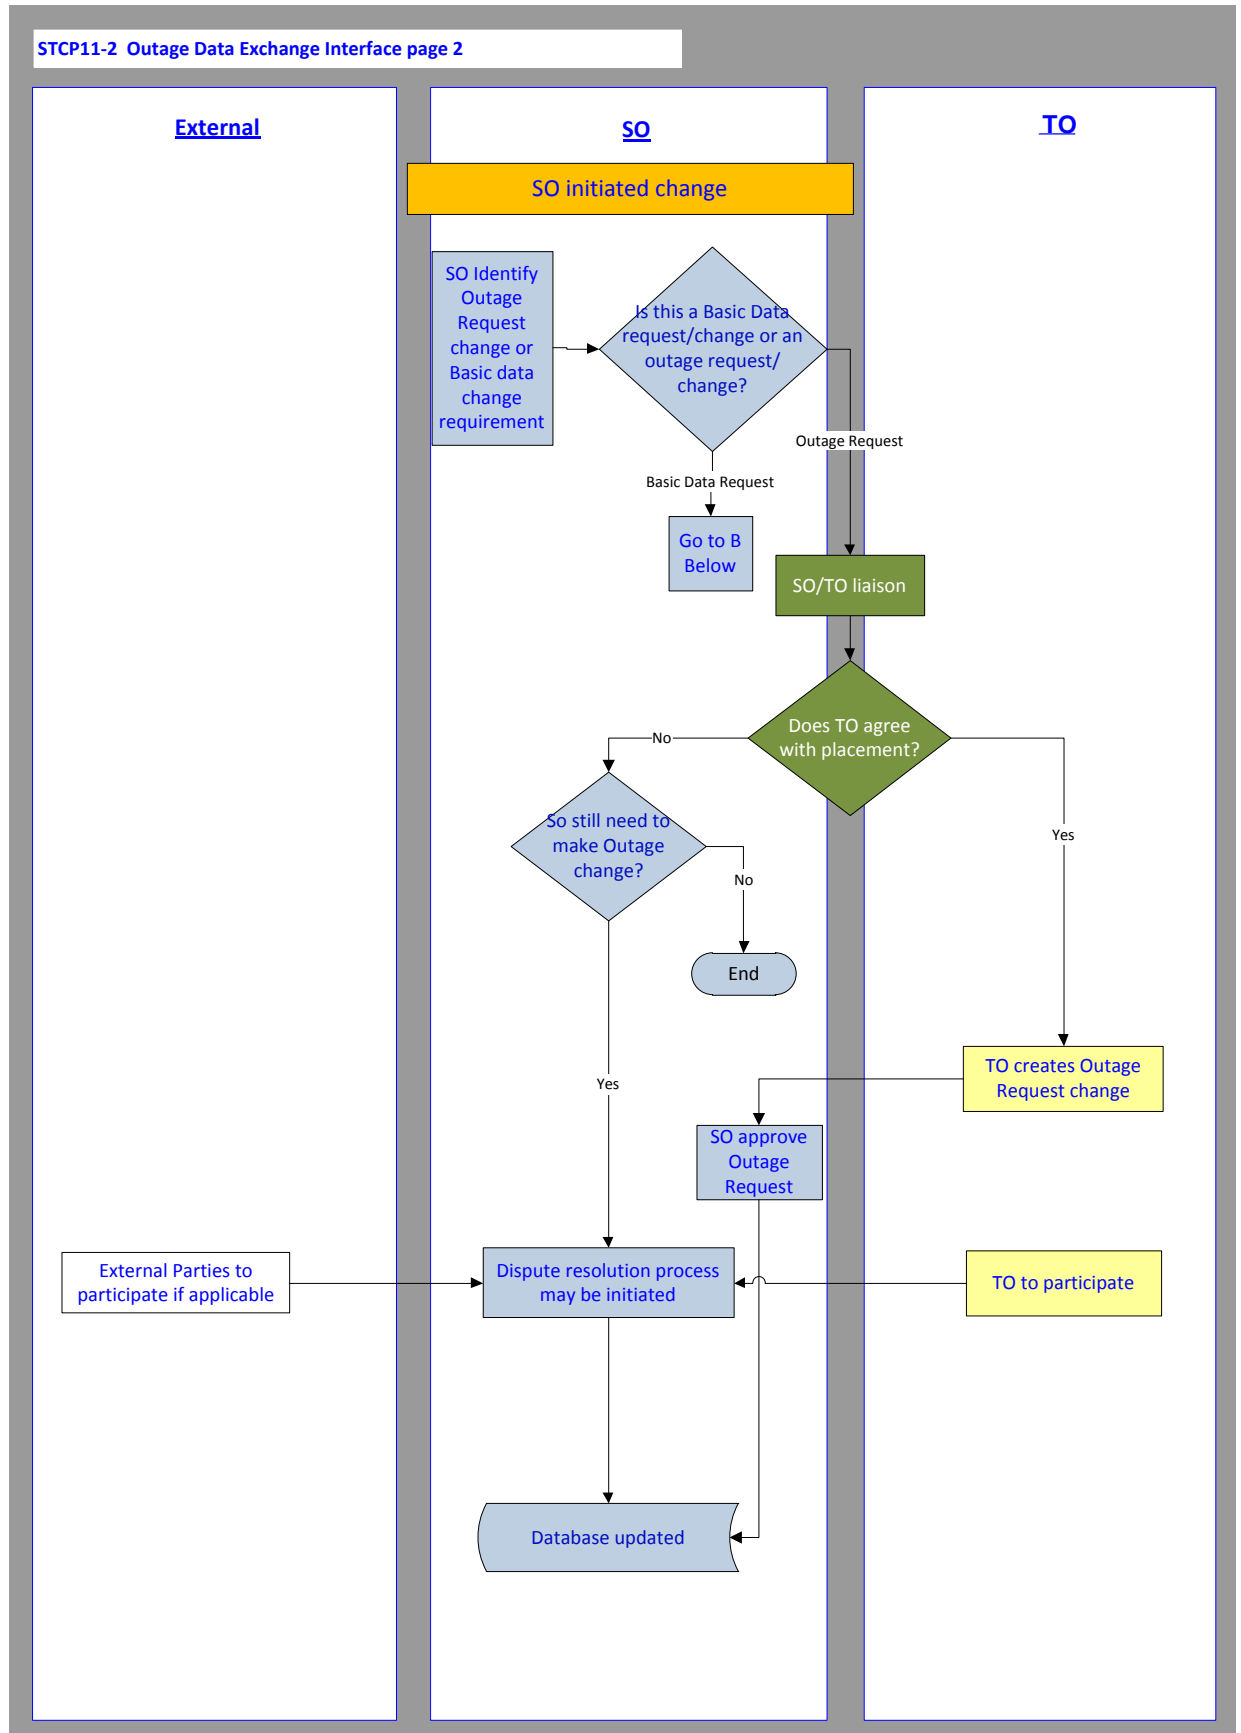 STCP11-2 Outage Data Exchange Interface page 2
External
SO
TO
SO initiated change
SO Identify
Outage
Request
change or
Basic data
change
requirement
Is this a Basic Data
request/change or an
outage request/
change?
Outage Request
Basic Data Request
Go to B
Below
SO/TO liaison
Does TO agree
with placement?
No
Yes
So still need to
make Outage
change?
No
End
Yes
TO creates Outage
Request change
SO approve
Outage
Request
External Parties to
participate if applicable
Dispute resolution process
may be initiated
TO to participate
Database updated